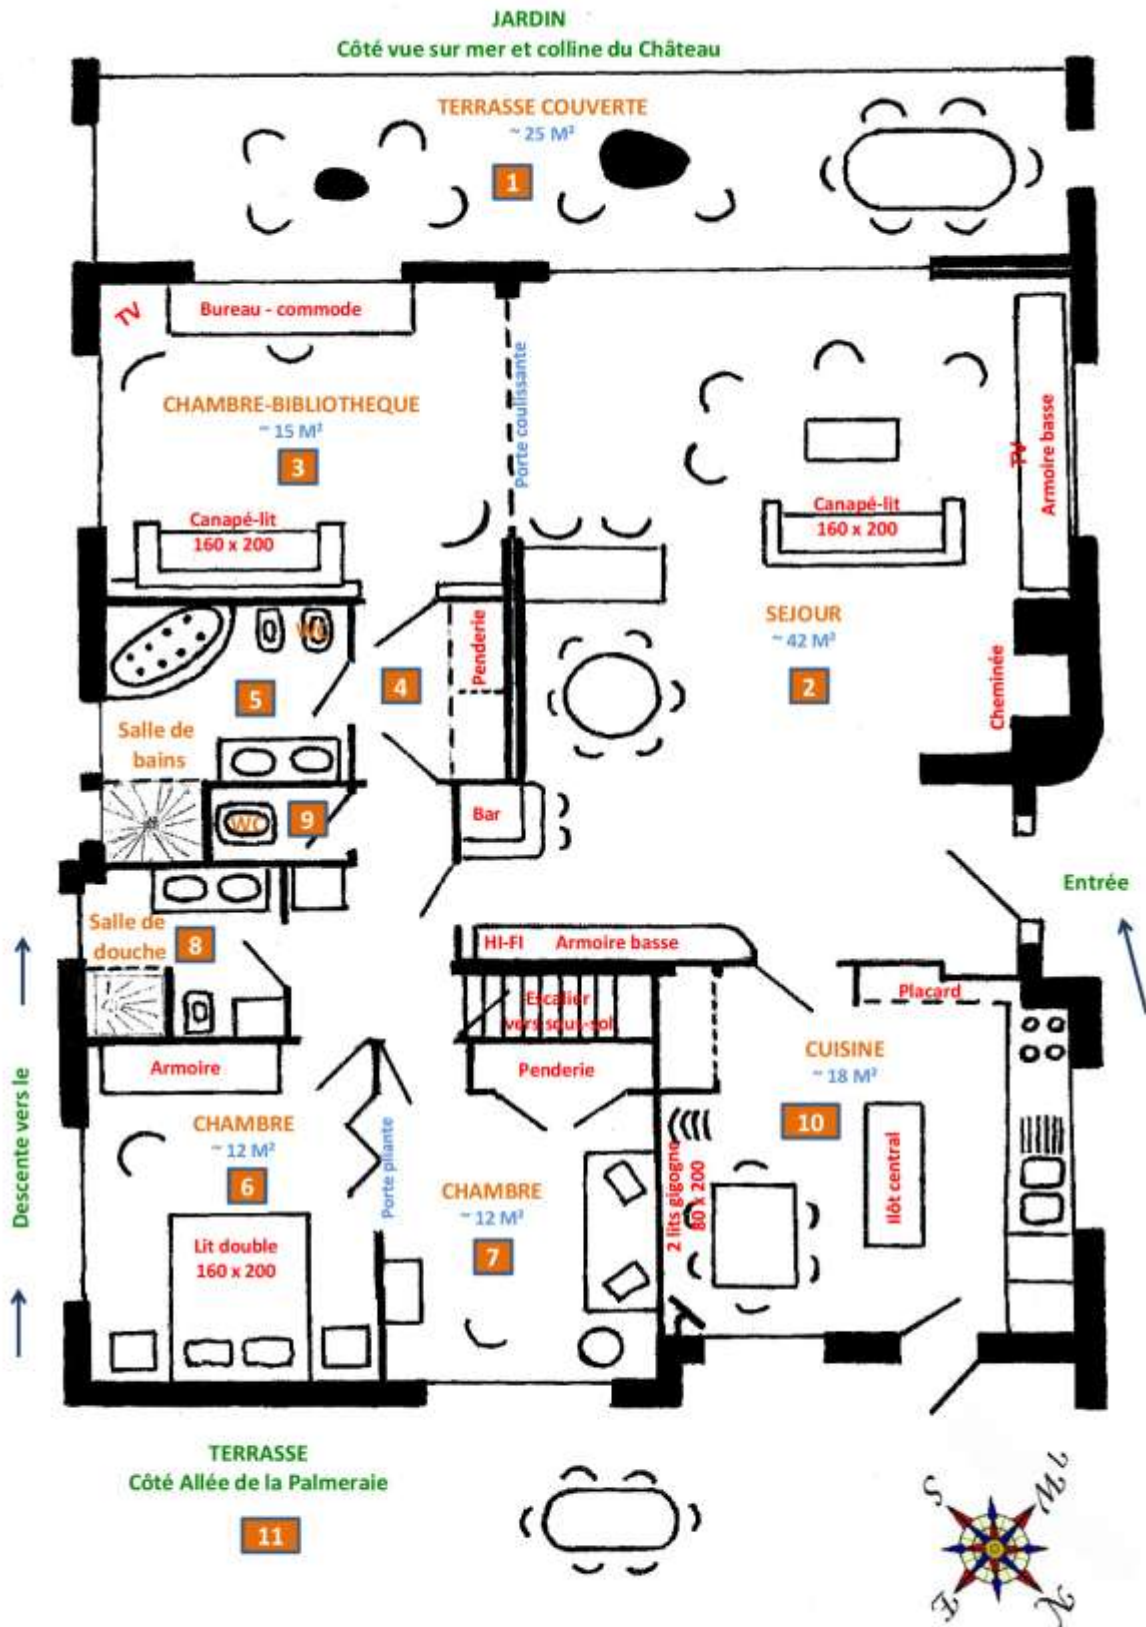 JARDIN
Côté vue sur mer et colline du Château
TERRASSE COUVERTE
~ 25 M²
1
TV
Bureau - commode
CHAMBRE-BIBLIOTHEQUE
~ 15 M²
3
Porte coulissante
Canapé-lit
160 x 200
TV
Armoire basse
Canapé-lit
160 x 200
SEJOUR
~ 42 M²
2
Cheminée
WC
5
4
Penderie
Salle de
bains
WC
9
Bar
Entrée
Salle de
douche
8
HI-FI Armoire basse
Escalier
vers sous-sol
Placard
Armoire
Penderie
CUISINE
~ 18 M²
10
Ilôt central
Descente vers le
CHAMBRE
~ 12 M²
6
Porte pliante
CHAMBRE
~ 12 M²
7
2 lits gigogne
80 x 200
Lit double
160 x 200
TERRASSE
Côté Allée de la Palmeraie
11
S
W
E
N